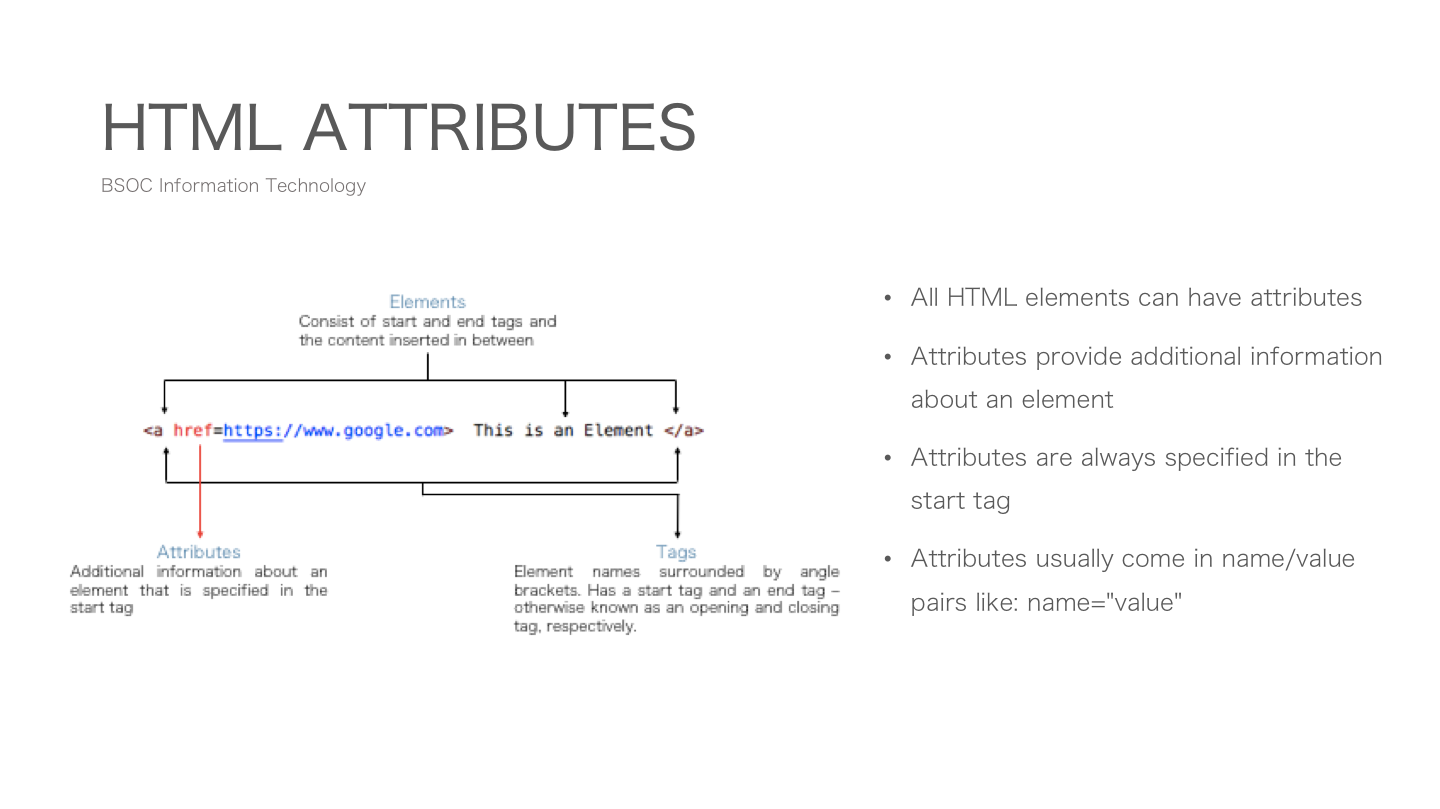 HTML ATTRIBUTES
BSOC Information Technology
Elements
Consist of start and end tags and
the content inserted in between
<a href=https://www.google.com> This is an Element </a>
Attributes
Additional information about an
element that is specified in the
start tag
Tags
Element names surrounded by angle
brackets. Has a start tag and an end tag –
otherwise known as an opening and closing
tag, respectively.
• All HTML elements can have attributes
• Attributes provide additional information
about an element
• Attributes are always specified in the
start tag
• Attributes usually come in name/value
pairs like: name="value"